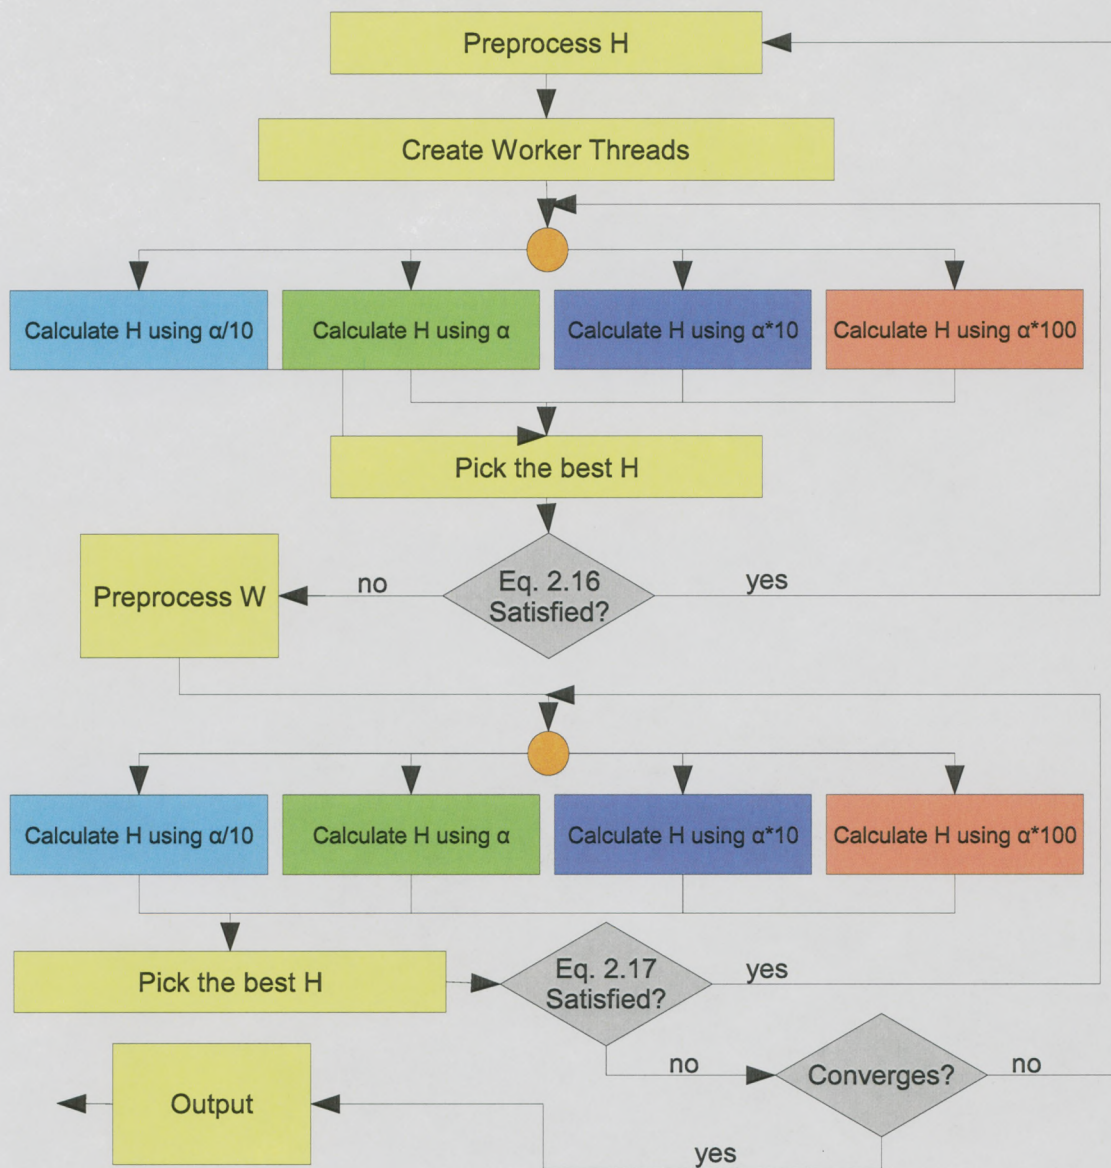 Preprocess H
Create Worker Threads
Calculate H using α/10
Calculate H using α
Calculate H using α*10
Calculate H using α*100
Pick the best H
Preprocess W
no
Eq. 2.16
Satisfied?
yes
Calculate H using α/10
Calculate H using α
Calculate H using α*10
Calculate H using α*100
Pick the best H
Eq. 2.17
Satisfied?
yes
no
Converges?
no
Output
yes